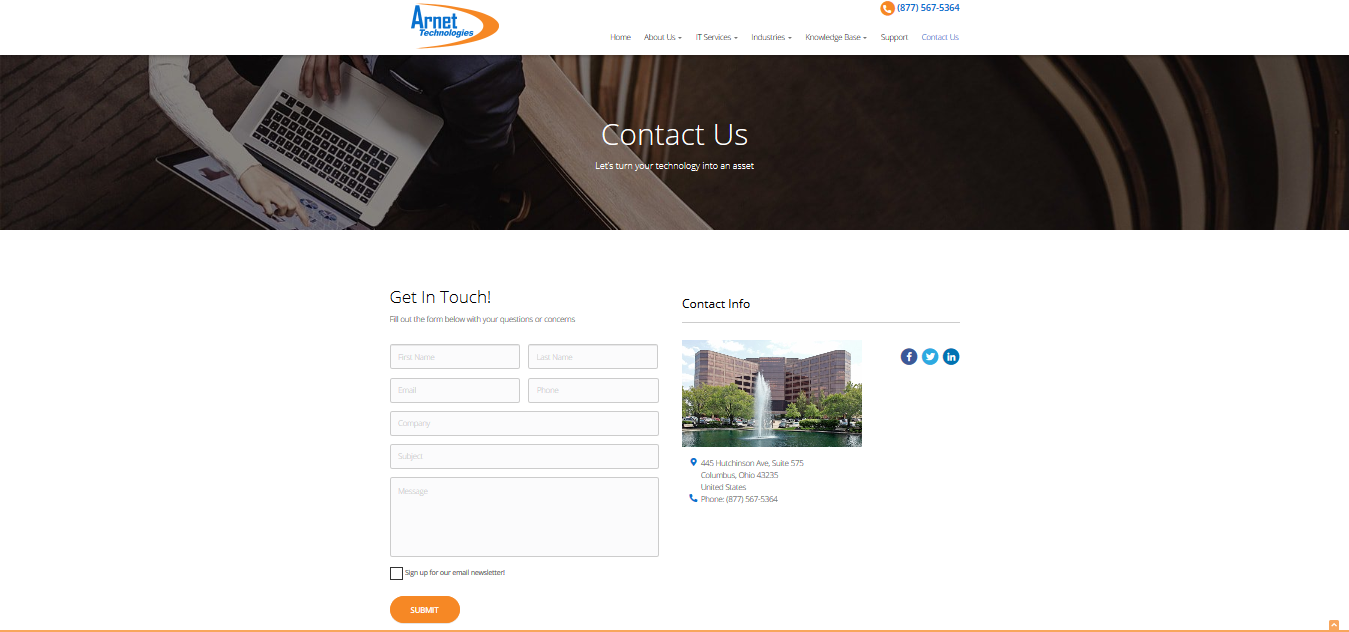 Arnet
Technologies
(877) 567-5364
Home About Us IT Services Industries Knowledge Base Support Contact Us
Contact Us
Let's turn your technology into an asset
Get In Touch!
Fill out the form below with your questions or concerns
First Name Last Name
Email Phone
Company
Subject
Message
Sign up for our email newsletter!
SUBMIT
Contact Info
445 Hutchinson Ave, Suite 575
Columbus, Ohio 43235
United States
Phone: (877) 567-5364